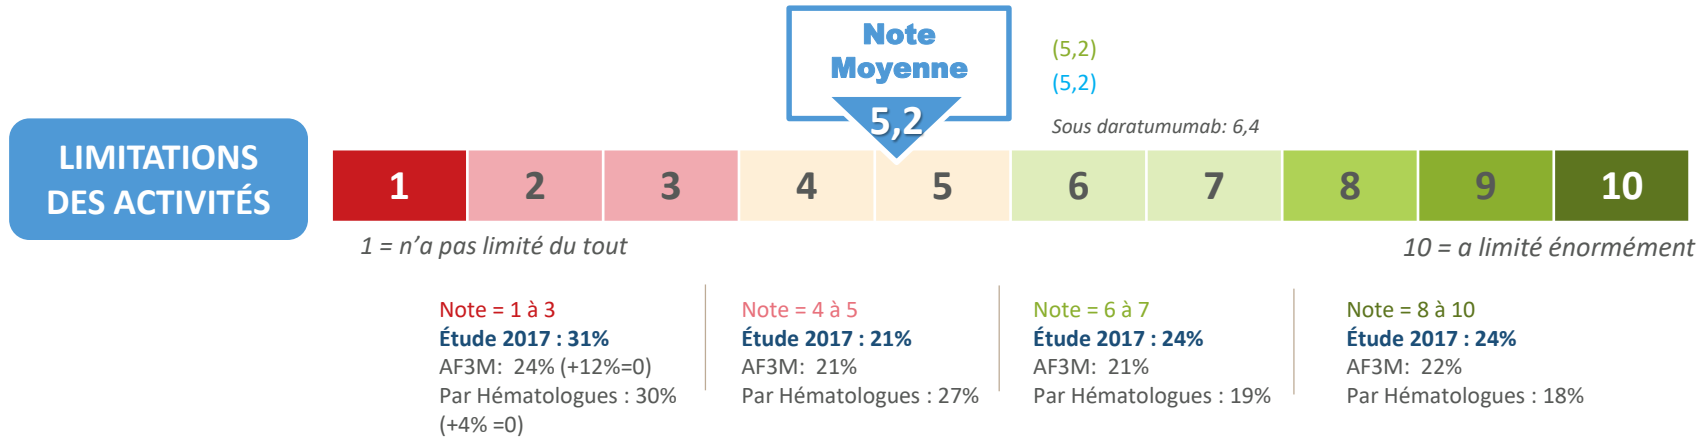 Note
Moyenne
5,2
(5,2)
(5,2)
Sous daratumumab: 6,4
LIMITATIONS
DES ACTIVITÉS
1 2 3 4 5 6 7 8 9 10
1 = n'a pas limité du tout
10 = a limité énormément
Note = 1 à 3
Étude 2017 : 31%
AF3M: 24% (+12%=0)
Par Hématologues : 30%
(+4% =0)
Note = 4 à 5
Étude 2017 : 21%
AF3M: 21%
Par Hématologues : 27%
Note = 6 à 7
Étude 2017 : 24%
AF3M: 21%
Par Hématologues : 19%
Note = 8 à 10
Étude 2017 : 24%
AF3M: 22%
Par Hématologues : 18%